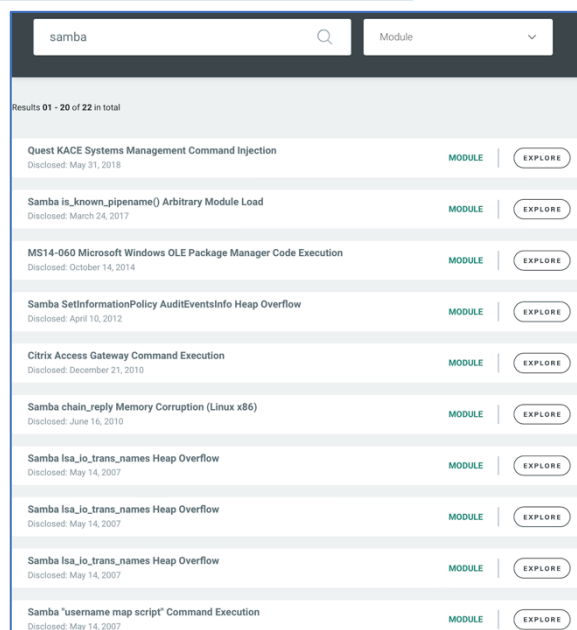 samba
Module
Results 01 - 20 of 22 in total
Quest KACE Systems Management Command Injection
Disclosed: May 31, 2018
MODULE
EXPLORE
Samba is_known_pipename() Arbitrary Module Load
Disclosed: March 24, 2017
MODULE
EXPLORE
MS14-060 Microsoft Windows OLE Package Manager Code Execution
Disclosed: October 14, 2014
MODULE
EXPLORE
Samba SetInformationPolicy AuditEventsInfo Heap Overflow
Disclosed: April 10, 2012
MODULE
EXPLORE
Citrix Access Gateway Command Execution
Disclosed: December 21, 2010
MODULE
EXPLORE
Samba chain_reply Memory Corruption (Linux x86)
Disclosed: June 16, 2010
MODULE
EXPLORE
Samba lsa_io_trans_names Heap Overflow
Disclosed: May 14, 2007
MODULE
EXPLORE
Samba lsa_io_trans_names Heap Overflow
Disclosed: May 14, 2007
MODULE
EXPLORE
Samba lsa_io_trans_names Heap Overflow
Disclosed: May 14, 2007
MODULE
EXPLORE
Samba "username map script" Command Execution
Disclosed: May 14, 2007
MODULE
EXPLORE